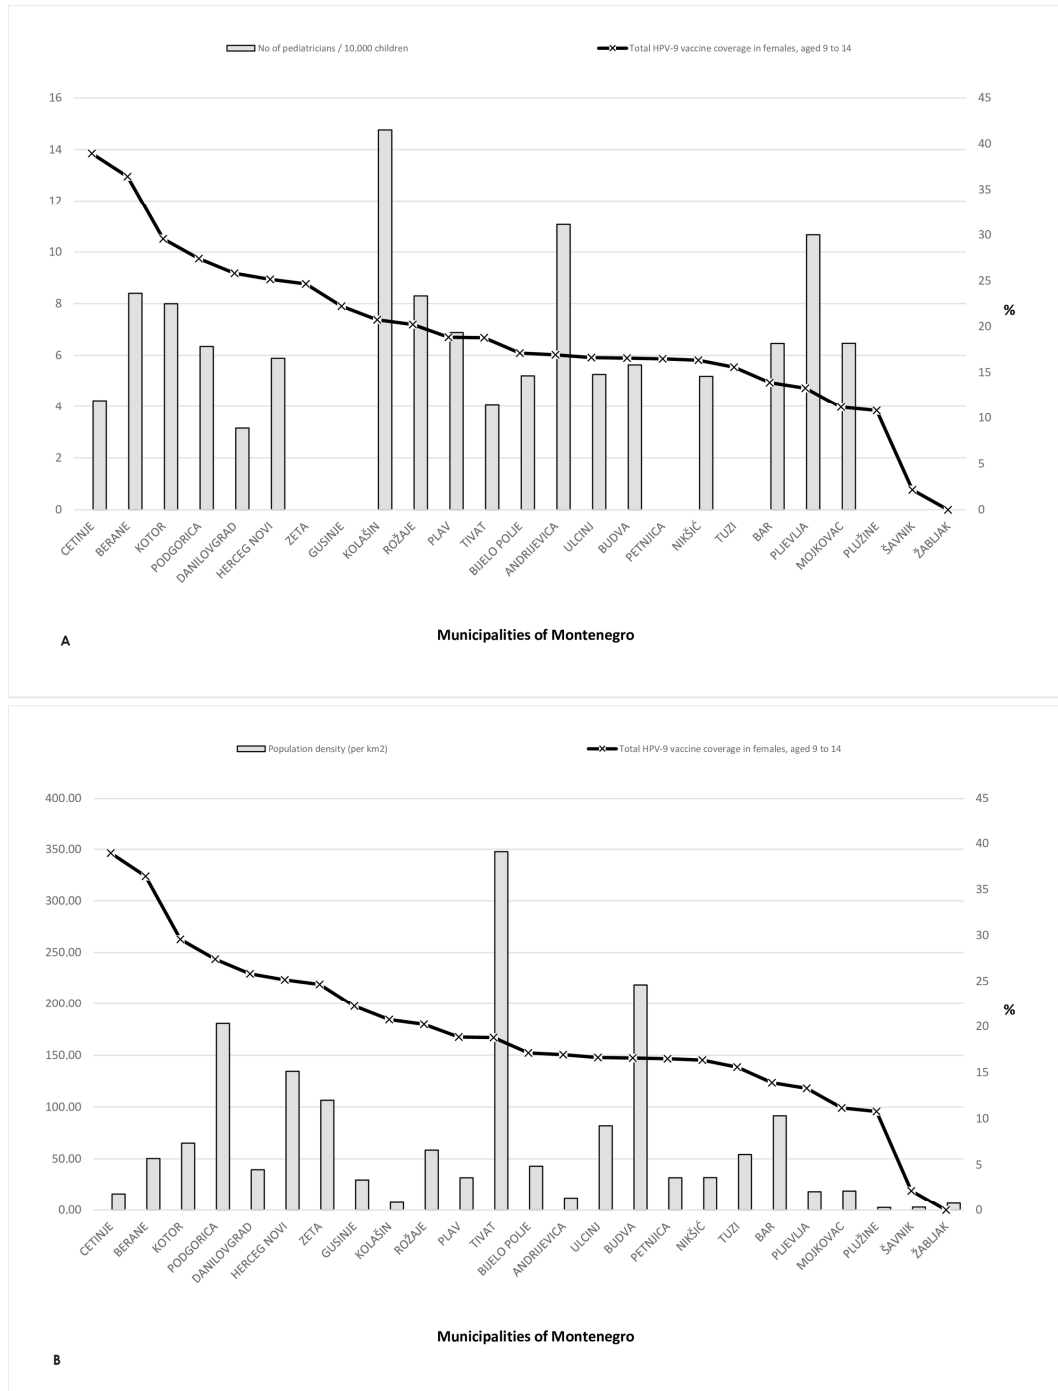 No of pediatricians / 10.000 children
Total HPV-9 vaccine coverage in females, aged 9 to 14
16
14
12
10
8
6
4
2
0
45
40
35
30
25
20
15
10
5
0
%
CETINJE
BERANE
KOTOR
PODGORICA
DANILOVGRAD
HERCEG NOVI
ZETA
GUSINJE
KOLAŠIN
ROŽAJE
PLAV
TIVAT
BIJELO POLJE
ANDRIJEVICA
ULCINJ
BUDVA
PETNJICA
NIKŠIĆ
TUZI
BAR
PLJEVLJA
MOJKOVAC
PLUŽINE
ŠAVNIK
ŽABLJAK
Municipalities of Montenegro
A
Population density (per km2)
Total HPV-9 vaccine coverage in females, aged 9 to 14
400.00
350.00
300.00
250.00
200.00
150.00
100.00
50.00
0.00
45
40
35
30
25
20
15
10
5
0
%
CETINJE
BERANE
KOTOR
PODGORICA
DANILOVGRAD
HERCEG NOVI
ZETA
GUSINJE
KOLAŠIN
ROŽAJE
PLAV
TIVAT
BIJELO POLJE
ANDRIJEVICA
ULCINJ
BUDVA
PETNJICA
NIKŠIĆ
TUZI
BAR
PLJEVLJA
MOJKOVAC
PLUŽINE
ŠAVNIK
ŽABLJAK
Municipalities of Montenegro
B